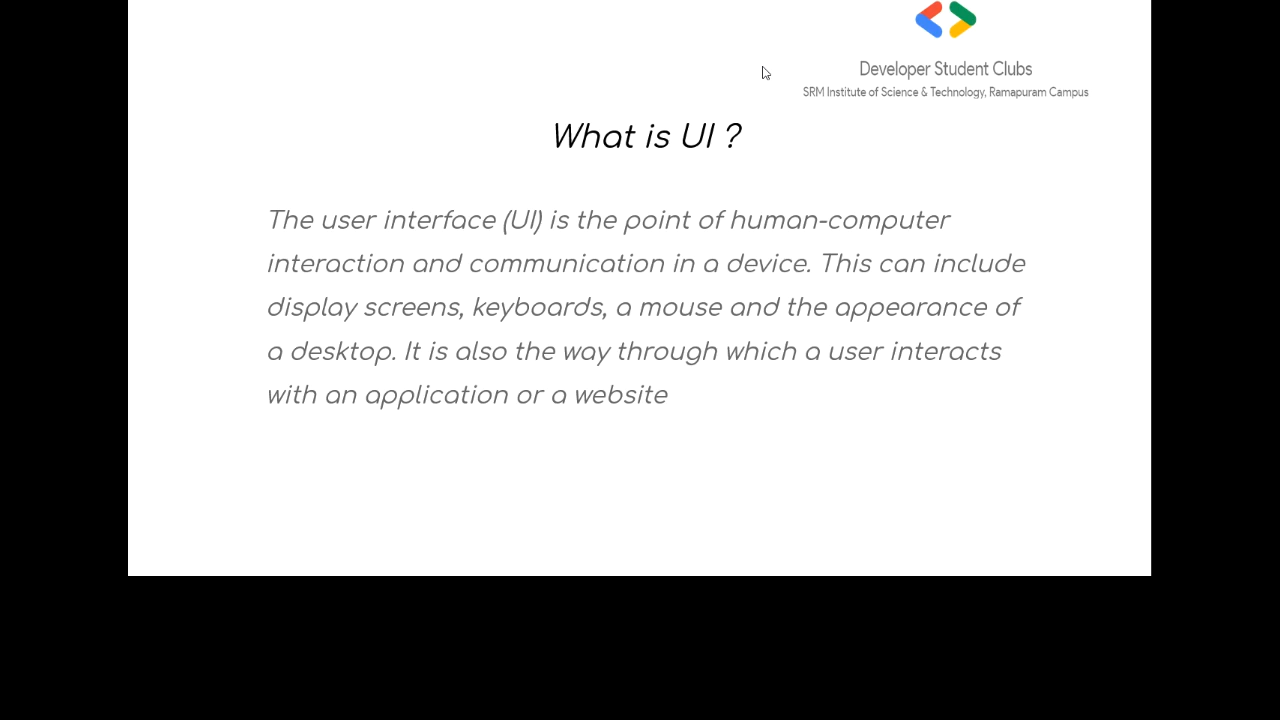 Developer Student Clubs
SRM Institute of Science & Technology, Ramapuram Campus
What is UI ?
The user interface (UI) is the point of human-computer
interaction and communication in a device. This can include
display screens, keyboards, a mouse and the appearance of
a desktop. It is also the way through which a user interacts
with an application or a website